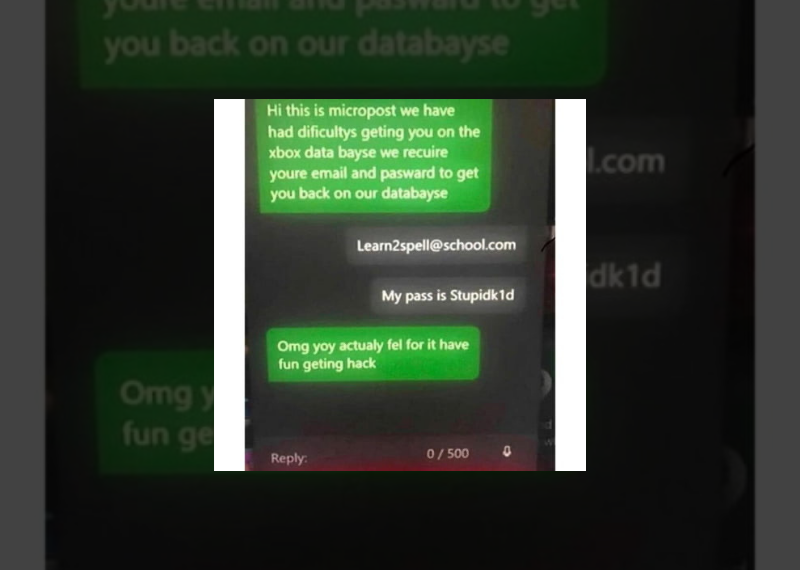 Hi this is micropost we have
had dificultys geting you on the
xbox data bayse we recuire
youre email and pasward to get
you back on our databayse
Learn2spell@school.com
My pass is Stupidk1d
Omg yoy actualy fel for it have
fun geting hack
Reply:
0 / 500